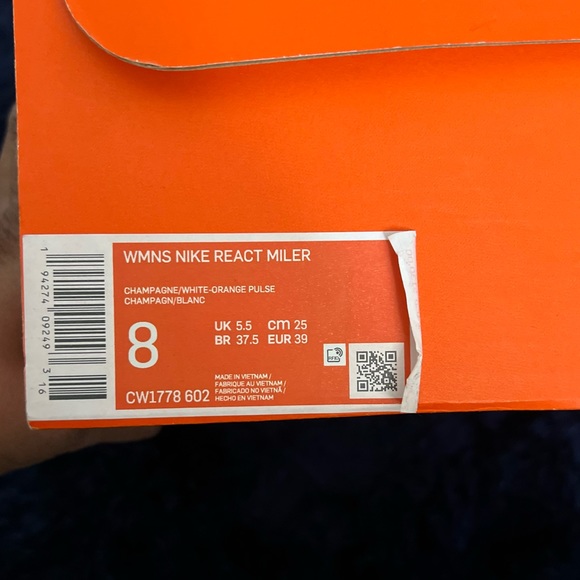 WMNS NIKE REACT MILER
CHAMPAGNE/WHITE-ORANGE PULSE
CHAMPAGN/BLANC
8
UK 5.5 cm 25
BR 37.5 EUR 39
MADE IN VIETNAM /
FABRIQUE AU VIETNAM /
FABRICADO NO VIETNÃ /
HECHO EN VIETNAM
CW1778 602
RFID
1 94274 09249 3 16